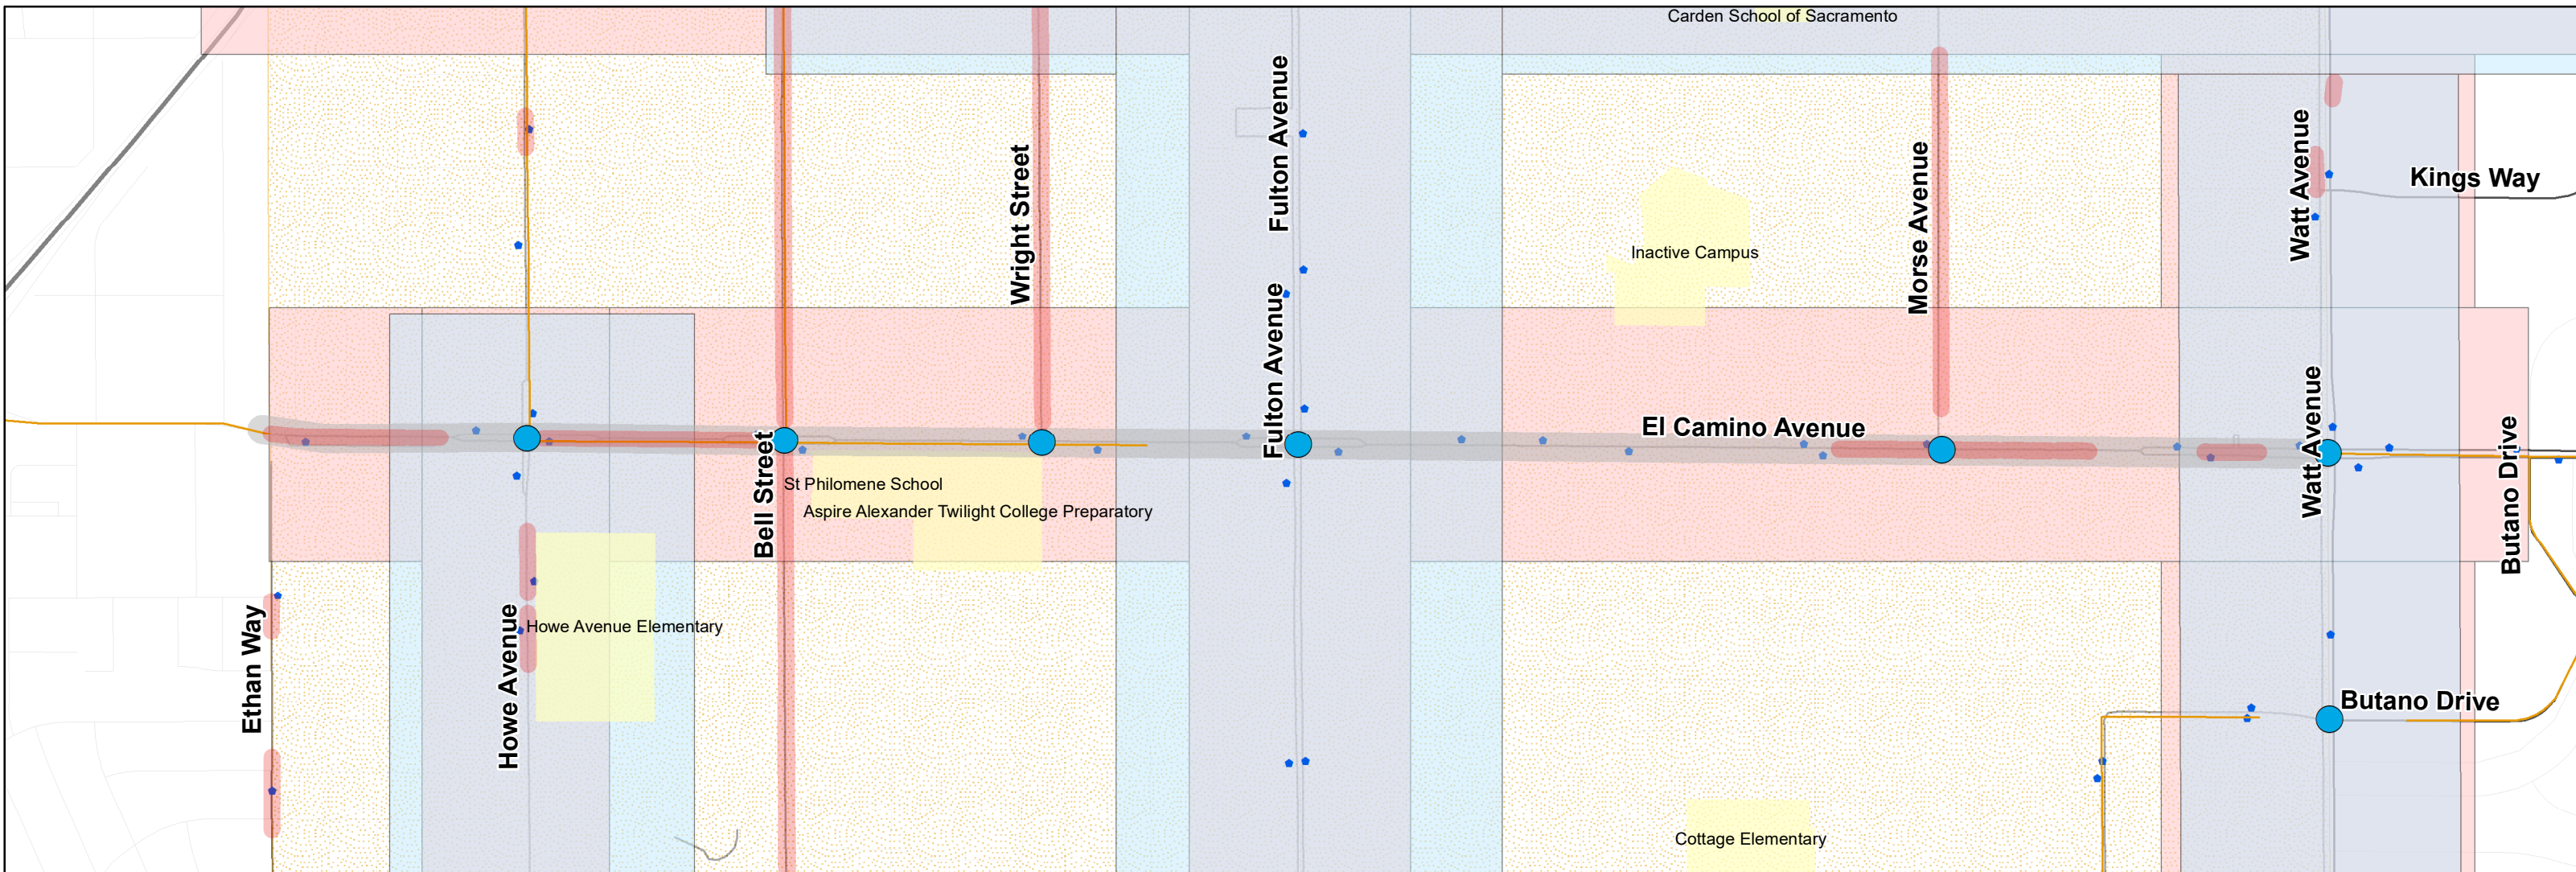 Carden School of Sacramento
Fulton Avenue
Watt Avenue
Wright Street
Morse Avenue
Kings Way
Inactive Campus
Fulton Avenue
El Camino Avenue
Watt Avenue
Butano Drive
Bell Street
St Philomene School
Aspire Alexander Twilight College Preparatory
Ethan Way
Howe Avenue
Howe Avenue Elementary
Butano Drive
Cottage Elementary